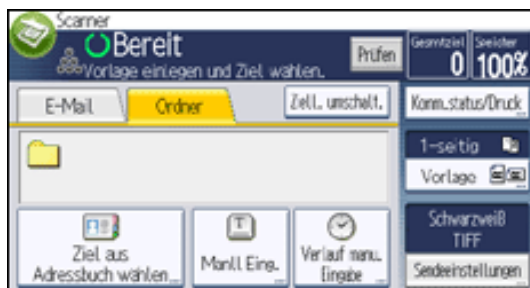 Scanner
Bereit
Vorlage einlegen und Ziel wählen.
Prüfen
Gesamtziel
0
Speicher
100%
E-Mail
Ordner
Zell. umschalt.
Komm.status/Druck
1-seitig
Vorlage
Ziel aus
Adressbuch wählen
Manll Eing.
Verlauf manu.
Eingabe
Schwarzweiß
TIFF
Sendeeinstellungen